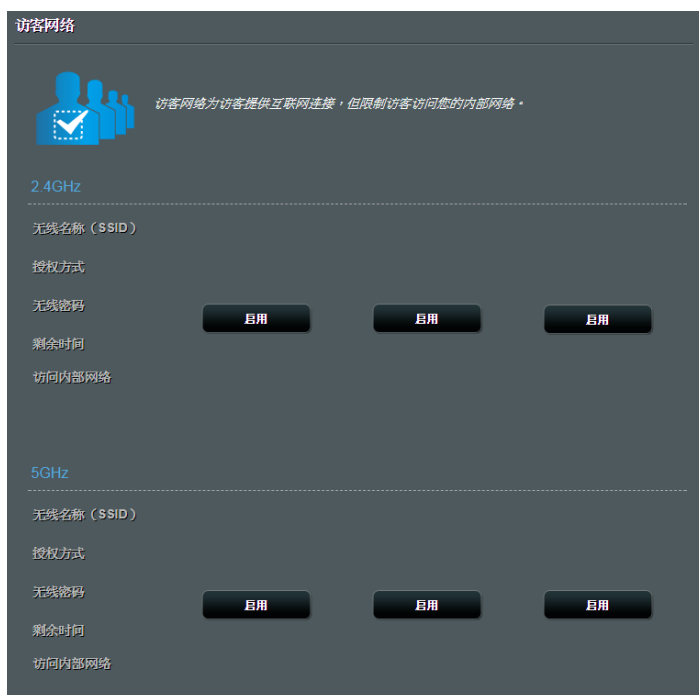 访客网络
访客网络为访客提供互联网连接，但限制访客访问您的内部网络。
2.4GHz
无线名称（SSID）
授权方式
无线密码
启用 启用 启用
剩余时间
访问内部网络
5GHz
无线名称（SSID）
授权方式
无线密码
启用 启用 启用
剩余时间
访问内部网络